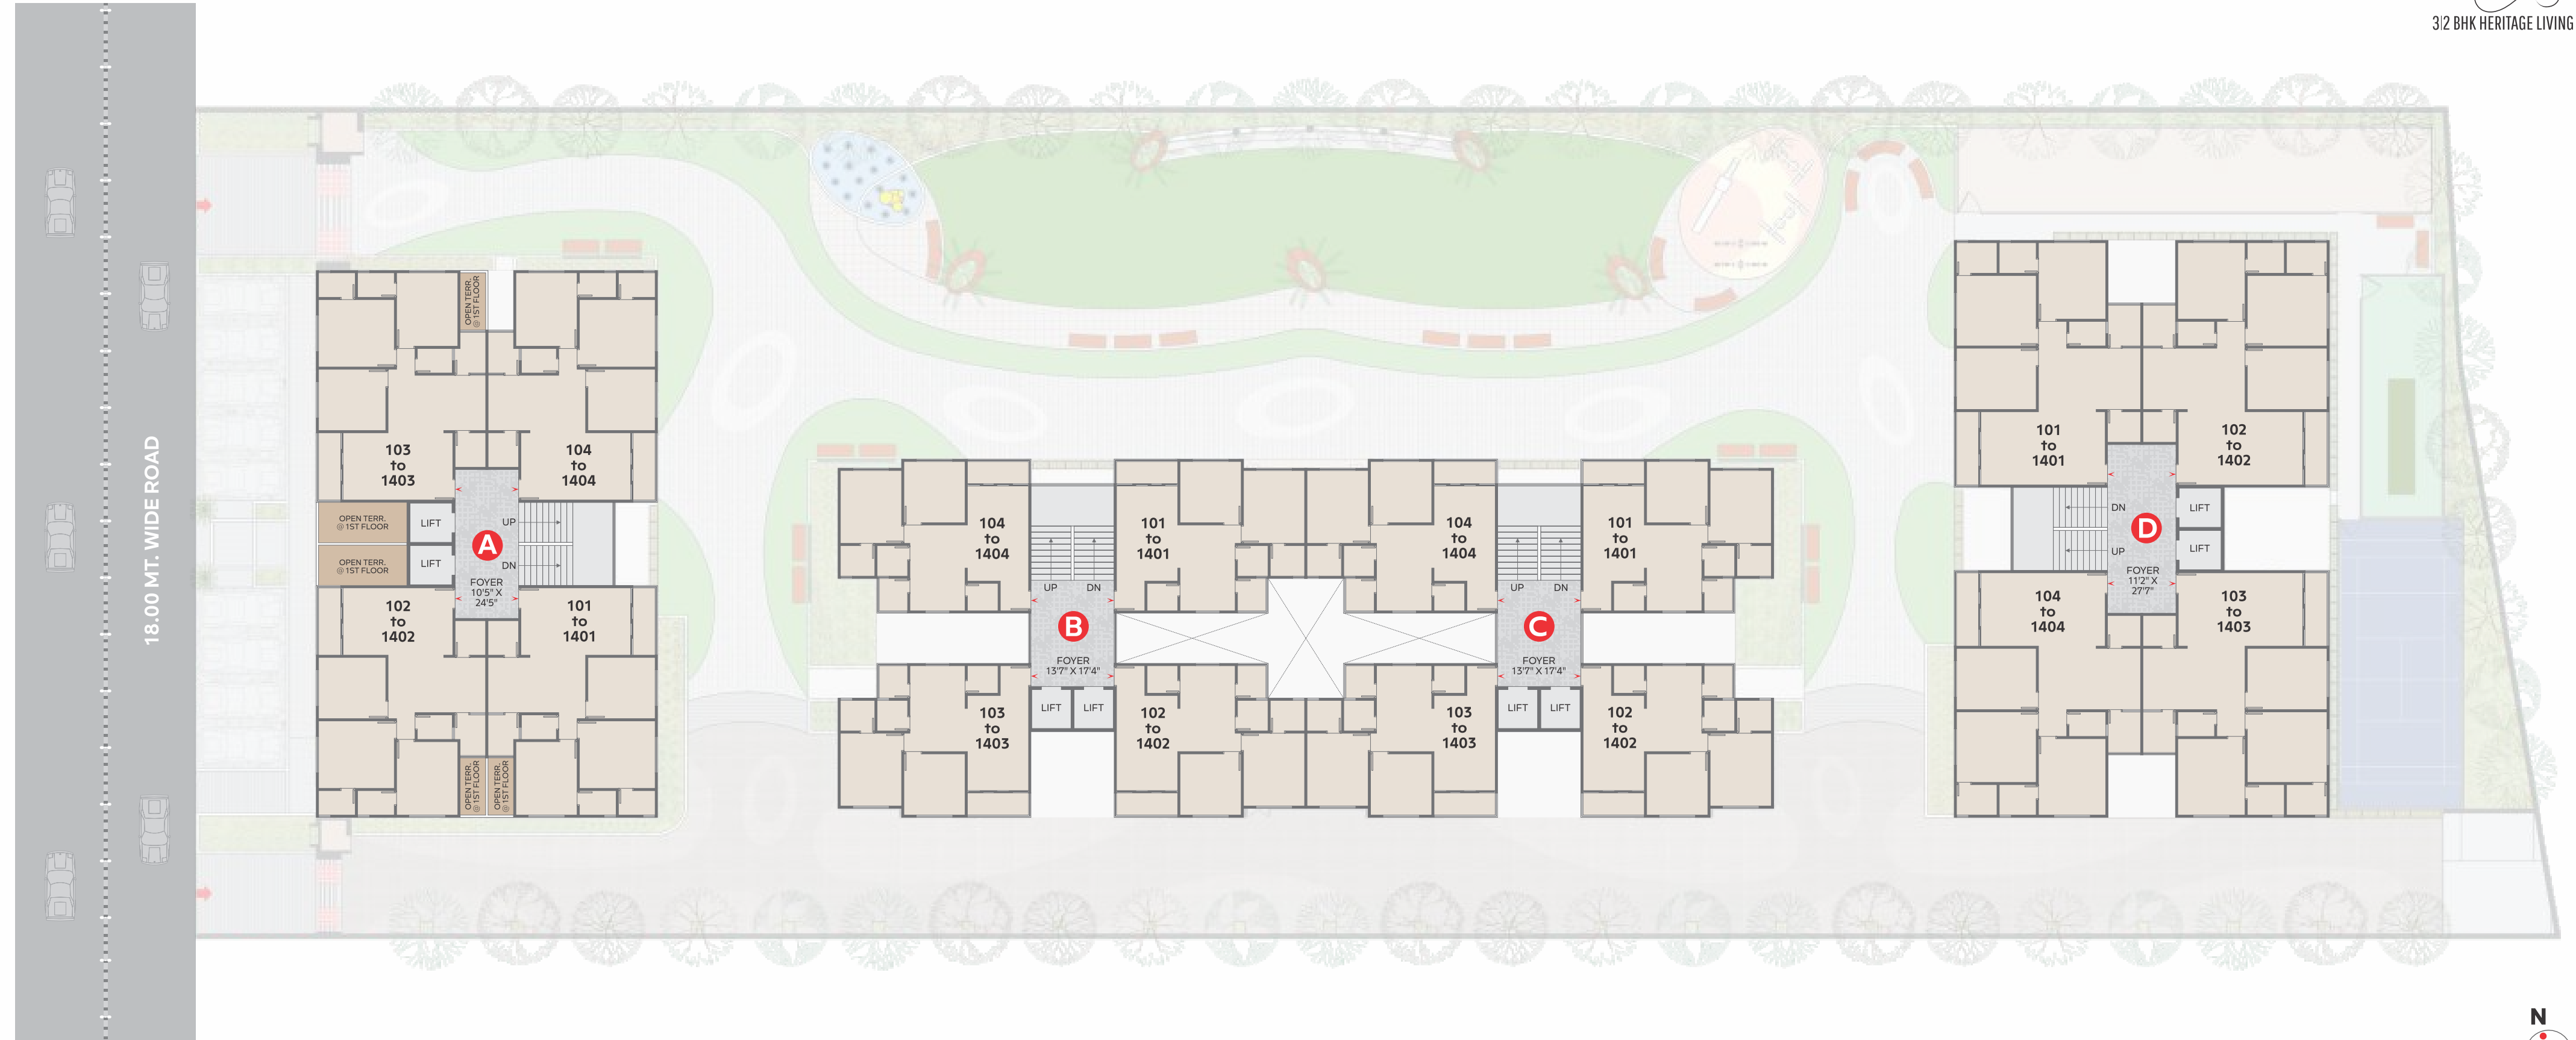 3|2 BHK HERITAGE LIVING
18.00 MT. WIDE ROAD
OPEN TERR.
@ 1ST FLOOR
103
to
1403
104
to
1404
OPEN TERR.
@ 1ST FLOOR
LIFT
UP
A
OPEN TERR.
@ 1ST FLOOR
LIFT
DN
FOYER
10'5" X
24'5"
102
to
1402
101
to
1401
OPEN TERR.
@ 1ST FLOOR
OPEN TERR.
@ 1ST FLOOR
104
to
1404
101
to
1401
UP
DN
B
FOYER
13'7" X 17'4"
LIFT
LIFT
103
to
1403
102
to
1402
104
to
1404
101
to
1401
UP
DN
C
FOYER
13'7" X 17'4"
LIFT
LIFT
103
to
1403
102
to
1402
101
to
1401
102
to
1402
DN
LIFT
D
UP
LIFT
FOYER
11'2" X
27'7"
104
to
1404
103
to
1403
N